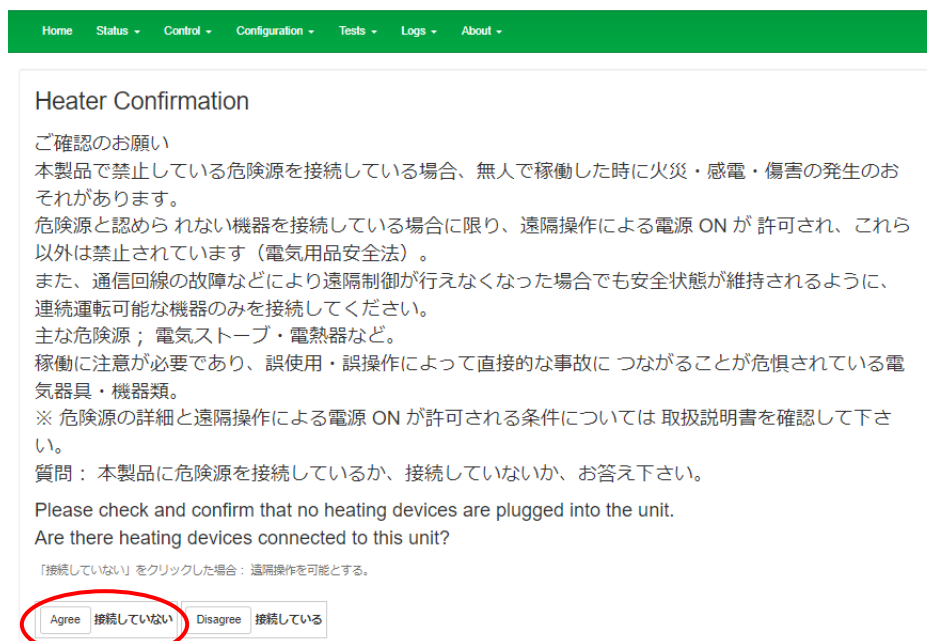 Home Status Control Configuration Tests Logs About
Heater Confirmation
ご確認のお願い
本製品で禁止している危険源を接続している場合、無人で稼働した時に火災・感電・傷害の発生のお
それがあります。
危険源と認めら れない機器を接続している場合に限り、遠隔操作による電源 ON が 許可され、これら
以外は禁止されています（電気用品安全法）。
また、通信回線の故障などにより遠隔制御が行えなくなった場合でも安全状態が維持されるように、
連続運転可能な機器のみを接続してください。
主な危険源； 電気ストーブ・電熱器など。
稼働に注意が必要であり、誤使用・誤操作によって直接的な事故に つながることが危惧されている電
気器具・機器類。
※ 危険源の詳細と遠隔操作による電源 ON が許可される条件については 取扱説明書を確認して下さ
い。
質問： 本製品に危険源を接続しているか、接続していないか、お答え下さい。
Please check and confirm that no heating devices are plugged into the unit.
Are there heating devices connected to this unit?
「接続していない」をクリックした場合： 遠隔操作を可能とする。
Agree 接続していない Disagree 接続している